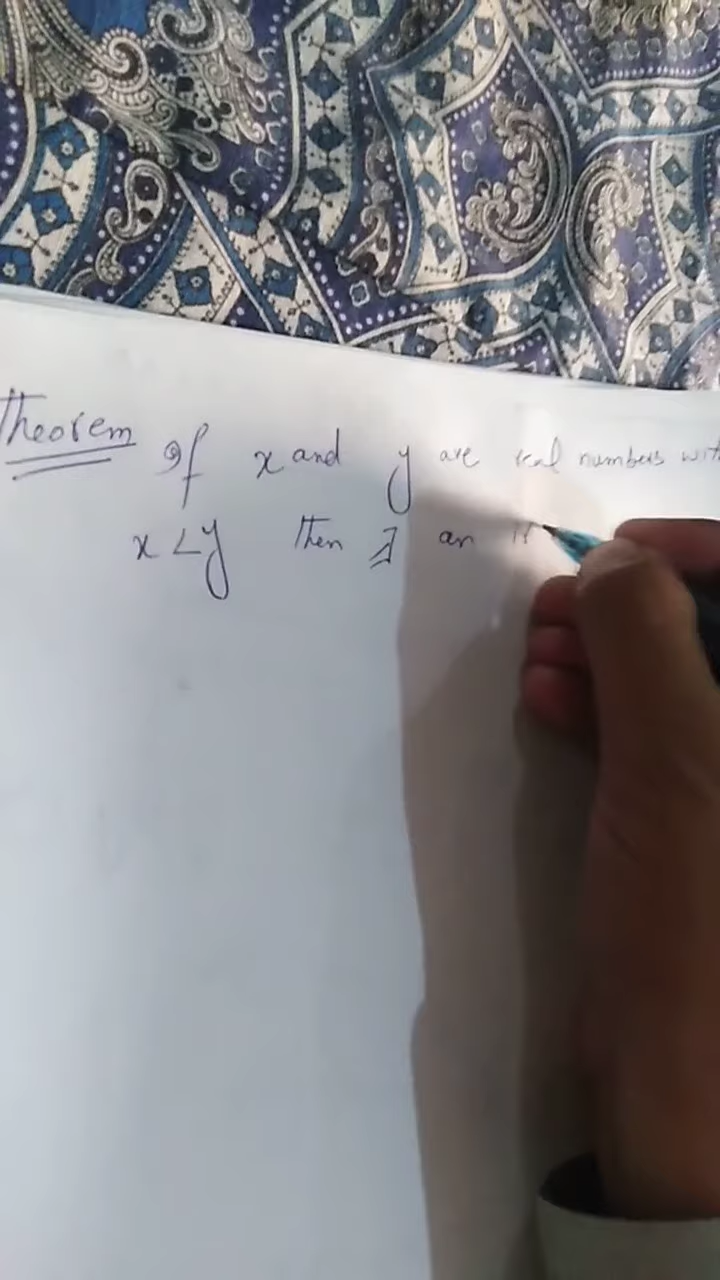 Theorem If x and y are real numbers with
x < y then ∃ an